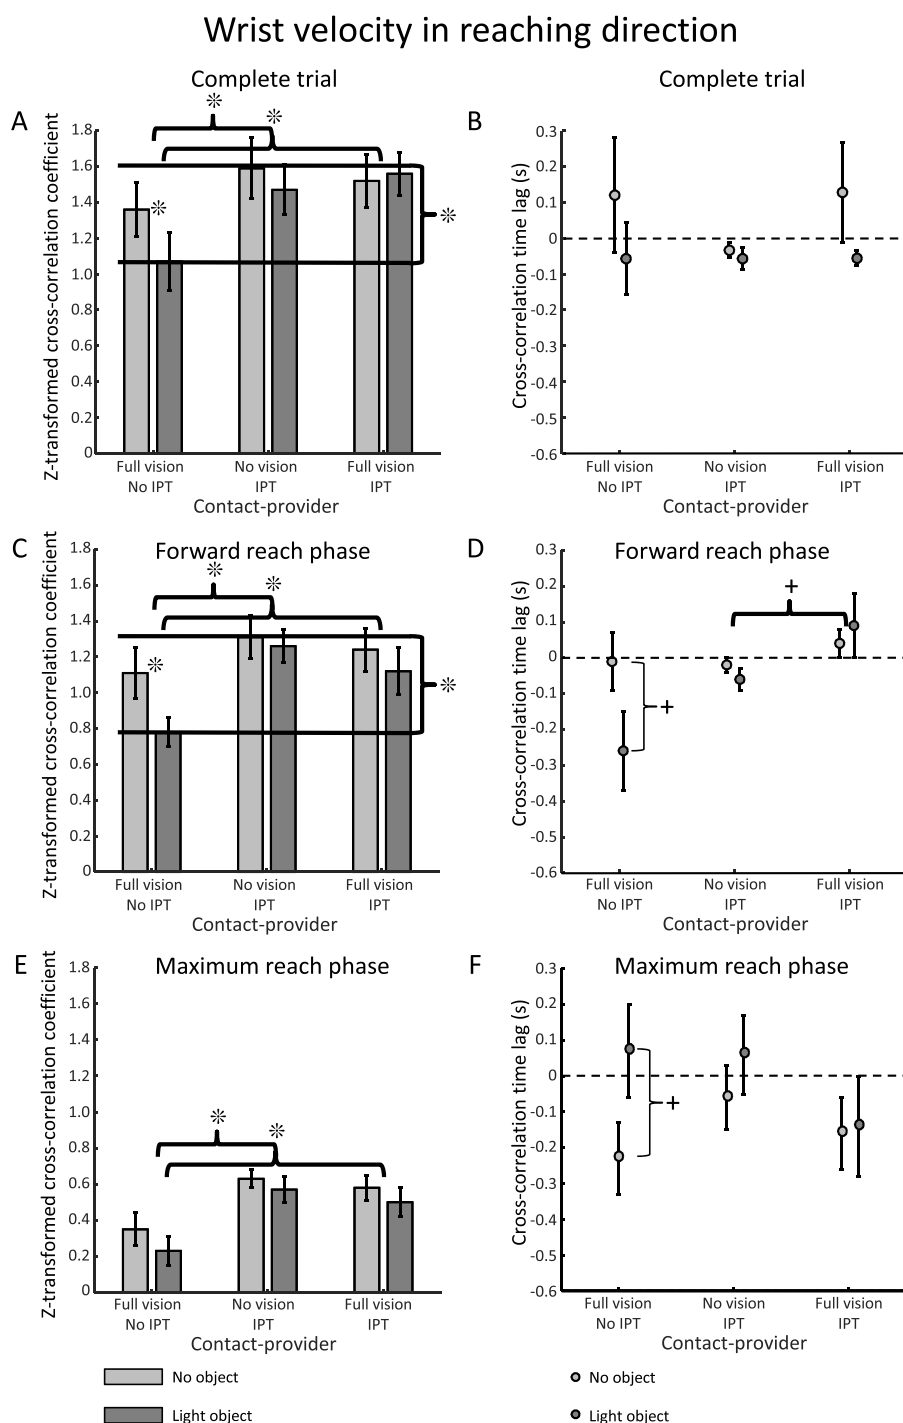 Wrist velocity in reaching direction
Complete trial
A
Z-transformed cross-correlation coefficient
1.8
1.6
1.4
1.2
1.0
0.8
0.6
0.4
0.2
0
Full vision No vision Full vision
No IPT IPT IPT
Contact-provider
Complete trial
B
Cross-correlation time lag (s)
0.3
0.2
0.1
0
-0.1
-0.2
-0.3
-0.4
-0.5
-0.6
Full vision No vision Full vision
No IPT IPT IPT
Contact-provider
C Forward reach phase
Z-transformed cross-correlation coefficient
1.8
1.6
1.4
1.2
1.0
0.8
0.6
0.4
0.2
0
Full vision No vision Full vision
No IPT IPT IPT
Contact-provider
D Forward reach phase
Cross-correlation time lag (s)
0.3
0.2
0.1
0
-0.1
-0.2
-0.3
-0.4
-0.5
-0.6
Full vision No vision Full vision
No IPT IPT IPT
Contact-provider
E Maximum reach phase
Z-transformed cross-correlation coefficient
1.8
1.6
1.4
1.2
1.0
0.8
0.6
0.4
0.2
0
Full vision No vision Full vision
No IPT IPT IPT
Contact-provider
F Maximum reach phase
Cross-correlation time lag (s)
0.3
0.2
0.1
0
-0.1
-0.2
-0.3
-0.4
-0.5
-0.6
Full vision No vision Full vision
No IPT IPT IPT
Contact-provider
No object
Light object
No object
Light object